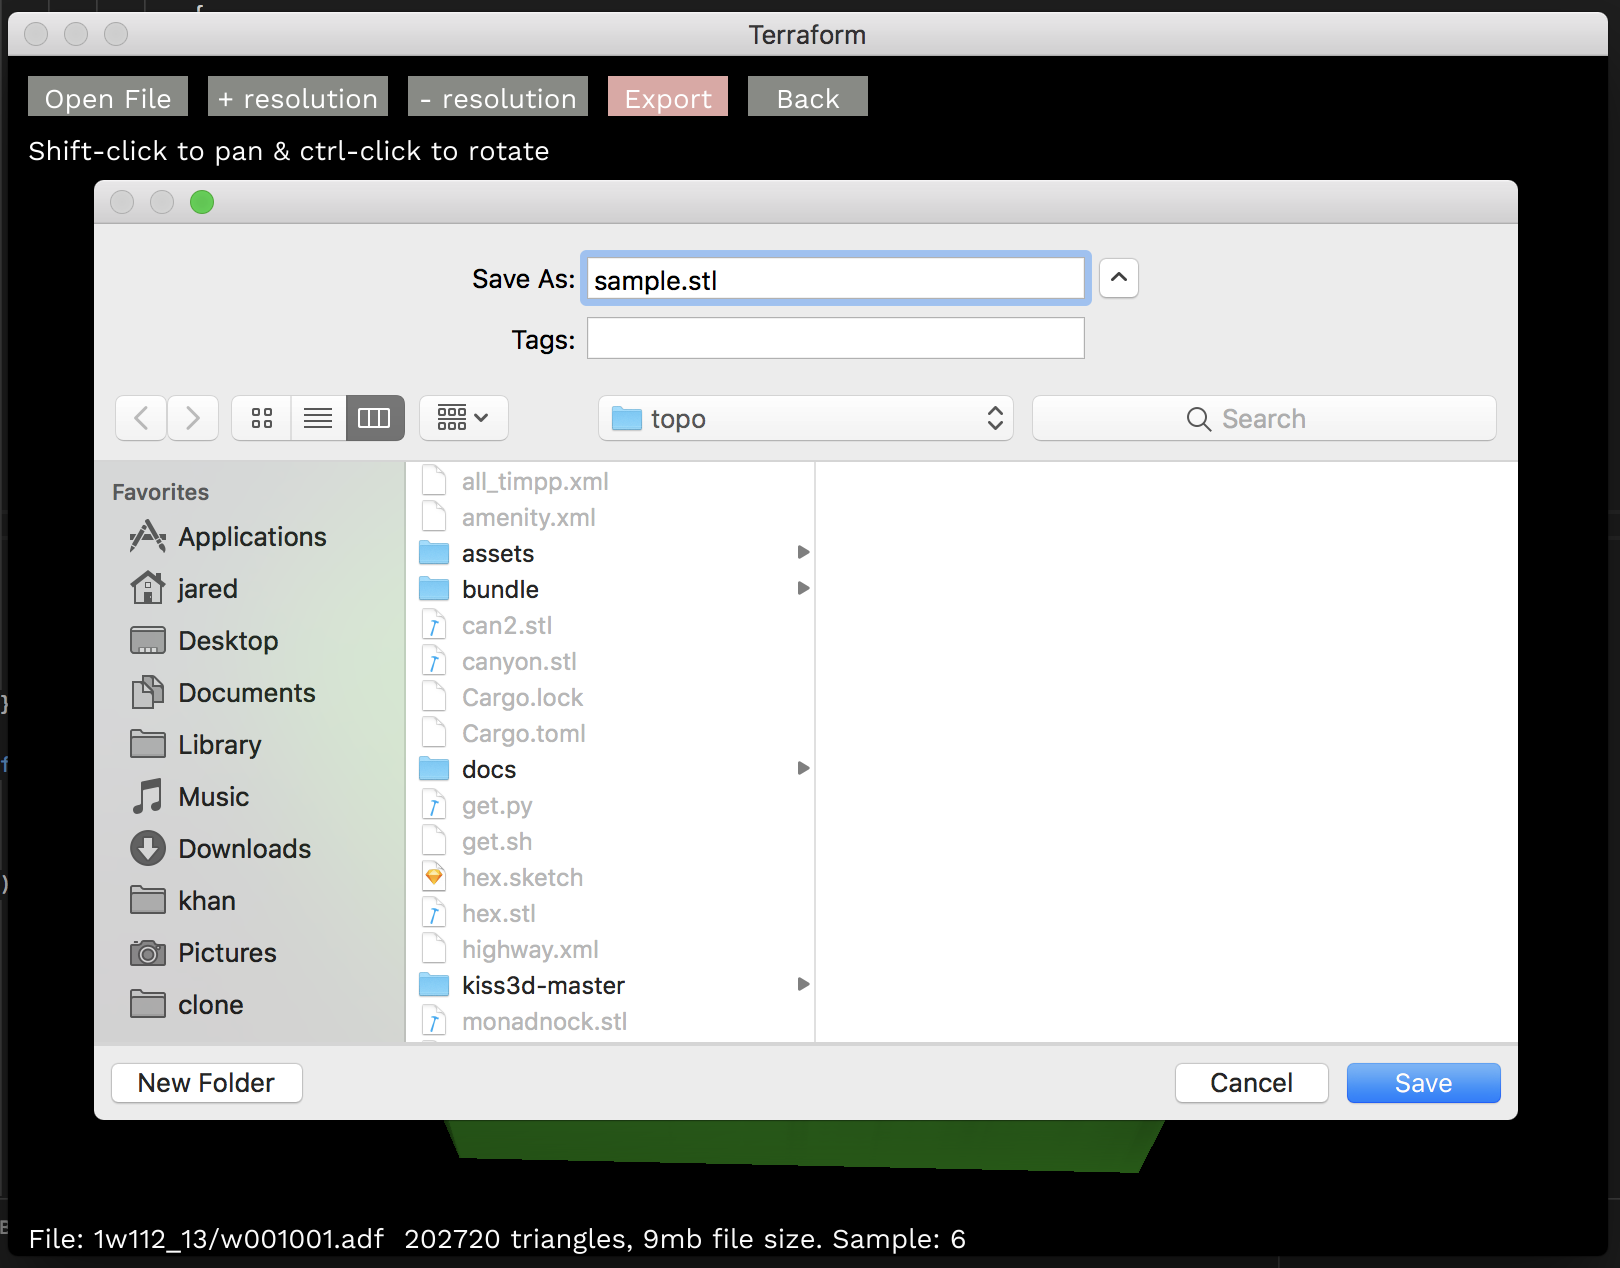 {
Terraform
Open File + resolution - resolution Export Back
Shift-click to pan & ctrl-click to rotate
Save As: sample.stl
Tags:
topo
Search
Favorites
Applications
jared
Desktop
Documents
Library
Music
Downloads
khan
Pictures
clone
all_timpp.xml
amenity.xml
assets
bundle
can2.stl
canyon.stl
Cargo.lock
Cargo.toml
docs
get.py
get.sh
hex.sketch
hex.stl
highway.xml
kiss3d-master
monadnock.stl
}
f
)
New Folder Cancel Save
B
File: 1w112_13/w001001.adf 202720 triangles, 9mb file size. Sample: 6